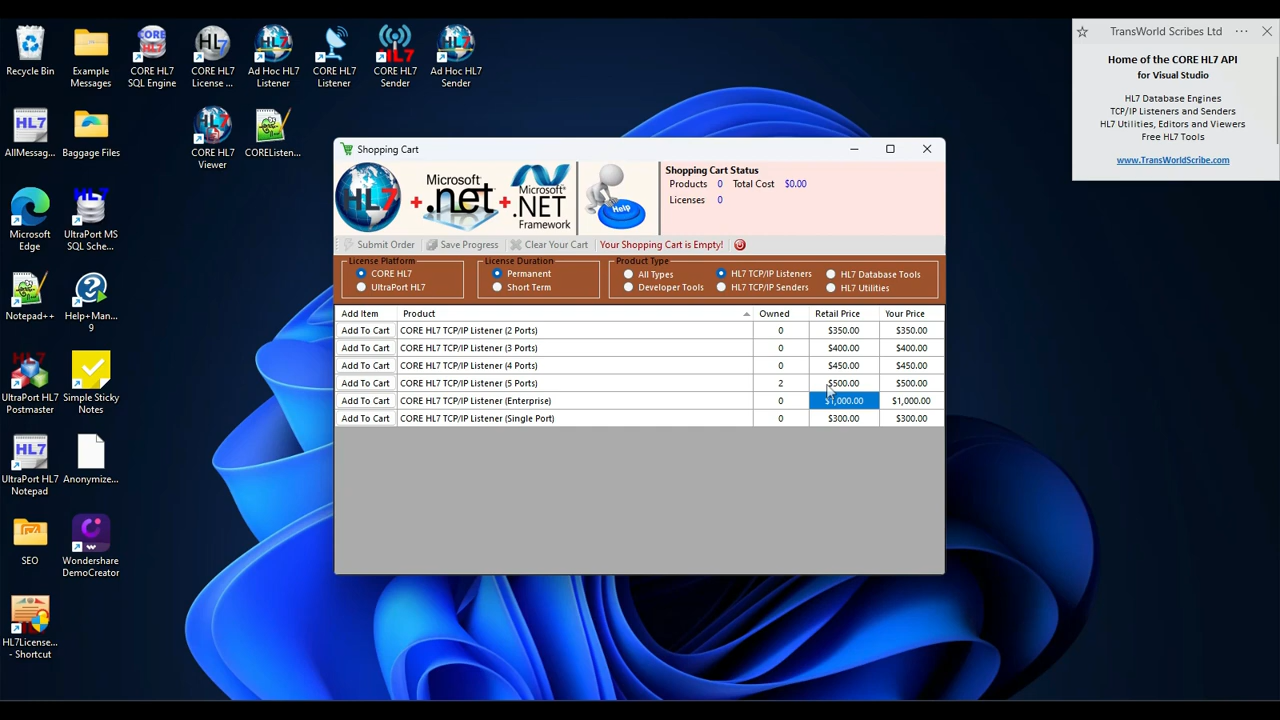 Recycle Bin
Example
Messages
CORE HL7
SQL Engine
CORE HL7
License ...
Ad Hoc HL7
Listener
CORE HL7
Listener
CORE HL7
Sender
Ad Hoc HL7
Sender
AllMessag...
Baggage Files
CORE HL7
Viewer
COREListen...
Microsoft
Edge
UltraPort MS
SQL Sche...
Notepad++
Help+Man...
9
UltraPort HL7
Postmaster
Simple Sticky
Notes
UltraPort HL7
Notepad
Anonymize...
SEO
Wondershare
DemoCreator
HL7License...
- Shortcut
TransWorld Scribes Ltd
Home of the CORE HL7 API
for Visual Studio
HL7 Database Engines
TCP/IP Listeners and Senders
HL7 Utilities, Editors and Viewers
Free HL7 Tools
www.TransWorldScribe.com
Shopping Cart
HL7 + Microsoft .net + Microsoft .NET Framework
Help
Shopping Cart Status
Products 0 Total Cost $0.00
Licenses 0
Submit Order Save Progress Clear Your Cart Your Shopping Cart is Empty!
License Platform License Duration Product Type
CORE HL7 Permanent All Types HL7 TCP/IP Listeners HL7 Database Tools
UltraPort HL7 Short Term Developer Tools HL7 TCP/IP Senders HL7 Utilities
Add Item Product Owned Retail Price Your Price
Add To Cart CORE HL7 TCP/IP Listener (2 Ports) 0 $350.00 $350.00
Add To Cart CORE HL7 TCP/IP Listener (3 Ports) 0 $400.00 $400.00
Add To Cart CORE HL7 TCP/IP Listener (4 Ports) 0 $450.00 $450.00
Add To Cart CORE HL7 TCP/IP Listener (5 Ports) 2 $500.00 $500.00
Add To Cart CORE HL7 TCP/IP Listener (Enterprise) 0 $1,000.00 $1,000.00
Add To Cart CORE HL7 TCP/IP Listener (Single Port) 0 $300.00 $300.00